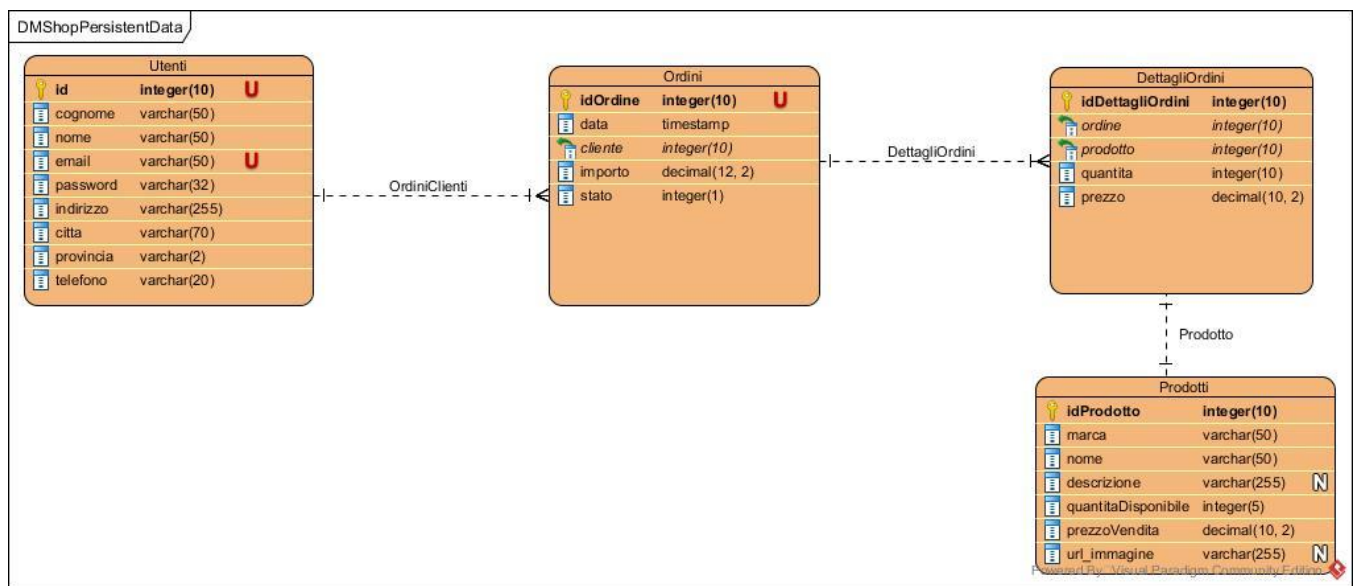 DMShopPersistentData
Utenti
id integer(10) U
cognome varchar(50)
nome varchar(50)
email varchar(50) U
password varchar(32)
indirizzo varchar(255)
citta varchar(70)
provincia varchar(2)
telefono varchar(20)
OrdiniClienti
Ordini
idOrdine integer(10) U
data timestamp
cliente integer(10)
importo decimal(12, 2)
stato integer(1)
DettagliOrdini
DettagliOrdini
idDettagliOrdini integer(10)
ordine integer(10)
prodotto integer(10)
quantita integer(10)
prezzo decimal(10, 2)
Prodotto
Prodotti
idProdotto integer(10)
marca varchar(50)
nome varchar(50)
descrizione varchar(255) N
quantitaDisponibile integer(5)
prezzoVendita decimal(10, 2)
url_immagine varchar(255) N
Powered By Visual Paradigm Community Edition